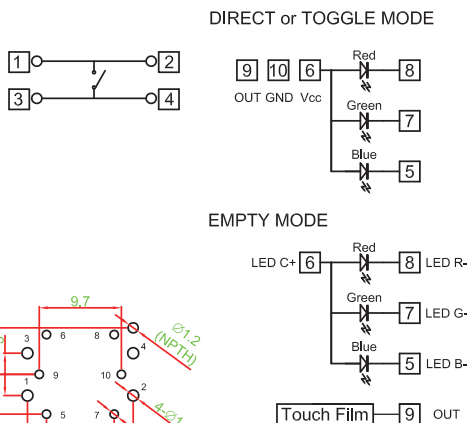 DIRECT or TOGGLE MODE
1 2
3 4
9 10 6 Red 8
OUT GND Vcc
Green 7
Blue 5
EMPTY MODE
LED C+ 6 Red 8 LED R-
Green 7 LED G-
Blue 5 LED B-
Touch Film 9 OUT
9,7
Ø1.2
(NPTH)
3 6 8 4
1 9 10 2
5 7